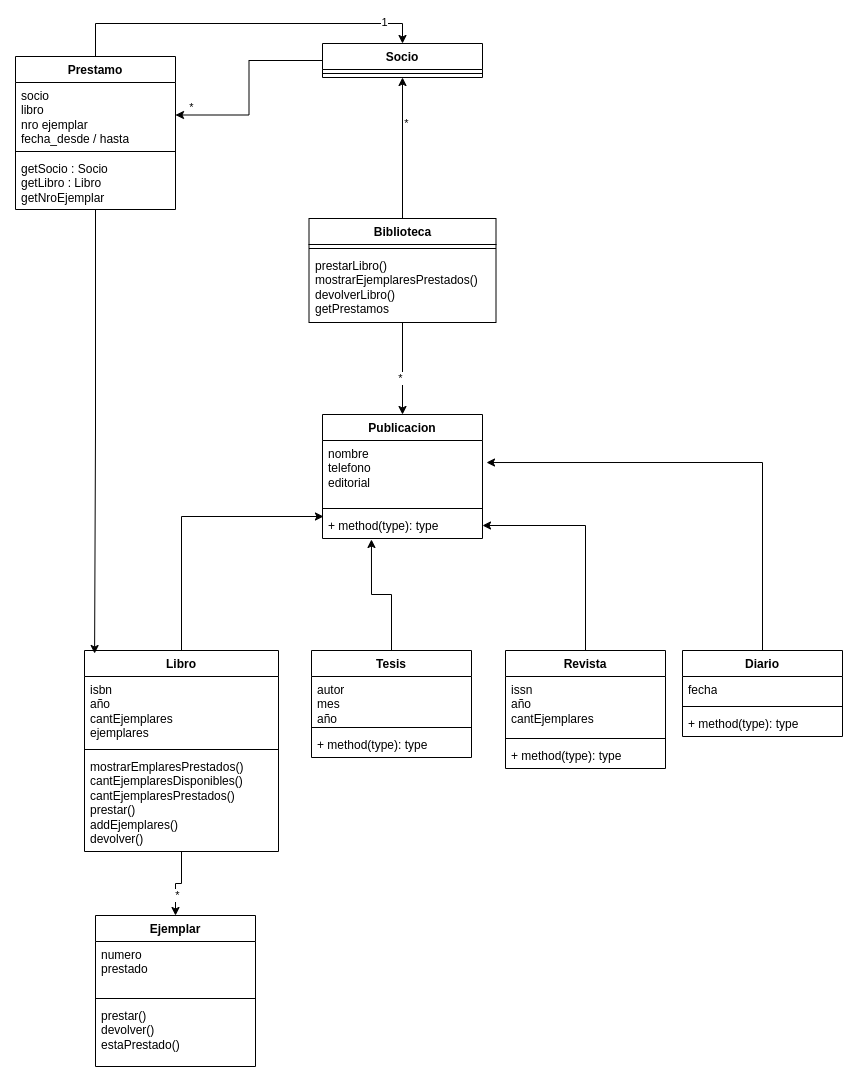 1
Socio
Prestamo
socio
libro
nro ejemplar
fecha_desde / hasta
getSocio : Socio
getLibro : Libro
getNroEjemplar
*
*
Biblioteca
prestarLibro()
mostrarEjemplaresPrestados()
devolverLibro()
getPrestamos
*
Publicacion
nombre
telefono
editorial
+ method(type): type
Libro
isbn
año
cantEjemplares
ejemplares
mostrarEmplaresPrestados()
cantEjemplaresDisponibles()
cantEjemplaresPrestados()
prestar()
addEjemplares()
devolver()
Tesis
autor
mes
año
+ method(type): type
Revista
issn
año
cantEjemplares
+ method(type): type
Diario
fecha
+ method(type): type
*
Ejemplar
numero
prestado
prestar()
devolver()
estaPrestado()